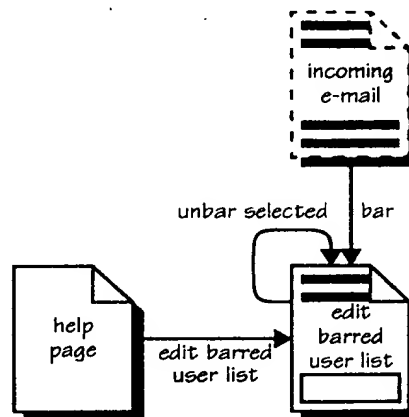 incoming
e-mail
unbar selected
bar
help
page
edit barred
user list
edit
barred
user list